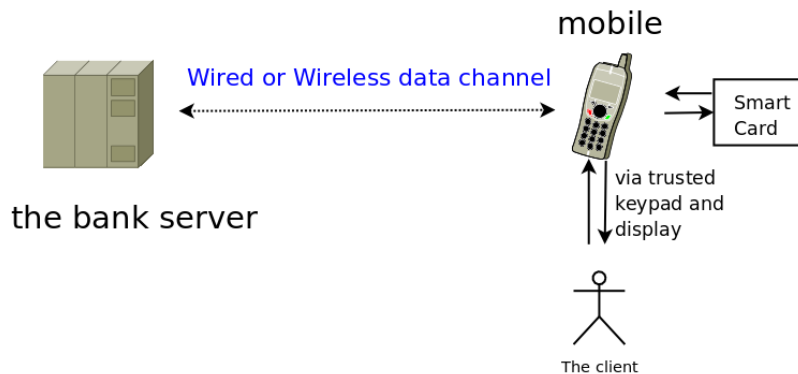 mobile
Wired or Wireless data channel
Smart
Card
the bank server
via trusted
keypad and
display
The client